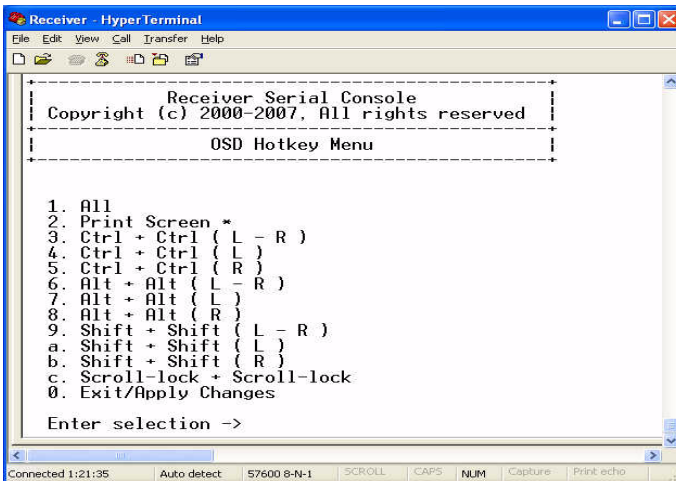 Receiver - HyperTerminal
File Edit View Call Transfer Help
Receiver Serial Console
Copyright (c) 2000-2007, All rights reserved
OSD Hotkey Menu
1. All
2. Print Screen *
3. Ctrl + Ctrl ( L - R )
4. Ctrl + Ctrl ( L )
5. Ctrl + Ctrl ( R )
6. Alt + Alt ( L - R )
7. Alt + Alt ( L )
8. Alt + Alt ( R )
9. Shift + Shift ( L - R )
a. Shift + Shift ( L )
b. Shift + Shift ( R )
c. Scroll-lock + Scroll-lock
0. Exit/Apply Changes
Enter selection ->
Connected 1:21:35 Auto detect 57600 8-N-1 SCROLL CAPS NUM Capture Print echo